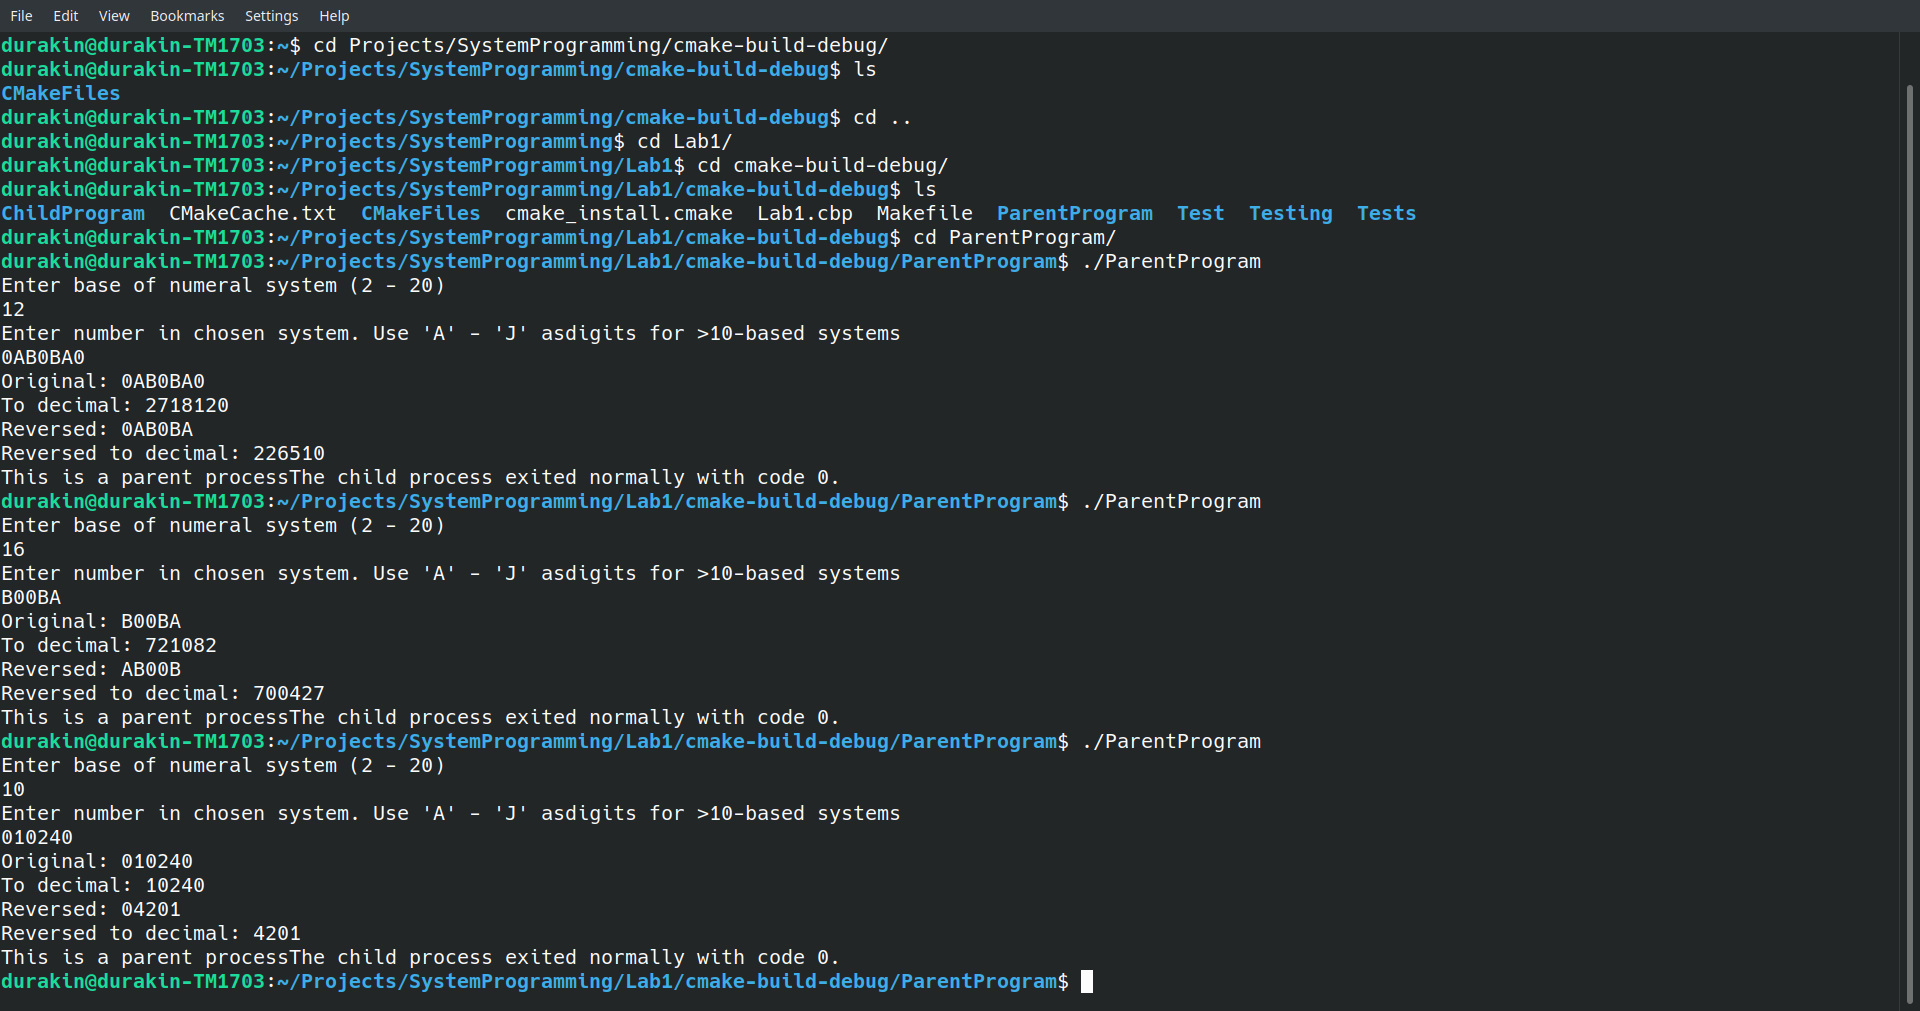 File Edit View Bookmarks Settings Help
durakin@durakin-TM1703:~$ cd Projects/SystemProgramming/cmake-build-debug/
durakin@durakin-TM1703:~/Projects/SystemProgramming/cmake-build-debug$ ls
CMakeFiles
durakin@durakin-TM1703:~/Projects/SystemProgramming/cmake-build-debug$ cd ..
durakin@durakin-TM1703:~/Projects/SystemProgramming$ cd Lab1/
durakin@durakin-TM1703:~/Projects/SystemProgramming/Lab1$ cd cmake-build-debug/
durakin@durakin-TM1703:~/Projects/SystemProgramming/Lab1/cmake-build-debug$ ls
ChildProgram CMakeCache.txt CMakeFiles cmake_install.cmake Lab1.cbp Makefile ParentProgram Test Testing Tests
durakin@durakin-TM1703:~/Projects/SystemProgramming/Lab1/cmake-build-debug$ cd ParentProgram/
durakin@durakin-TM1703:~/Projects/SystemProgramming/Lab1/cmake-build-debug/ParentProgram$ ./ParentProgram
Enter base of numeral system (2 - 20)
12
Enter number in chosen system. Use 'A' - 'J' asdigits for >10-based systems
0AB0BA0
Original: 0AB0BA0
To decimal: 2718120
Reversed: 0AB0BA
Reversed to decimal: 226510
This is a parent processThe child process exited normally with code 0.
durakin@durakin-TM1703:~/Projects/SystemProgramming/Lab1/cmake-build-debug/ParentProgram$ ./ParentProgram
Enter base of numeral system (2 - 20)
16
Enter number in chosen system. Use 'A' - 'J' asdigits for >10-based systems
B00BA
Original: B00BA
To decimal: 721082
Reversed: AB00B
Reversed to decimal: 700427
This is a parent processThe child process exited normally with code 0.
durakin@durakin-TM1703:~/Projects/SystemProgramming/Lab1/cmake-build-debug/ParentProgram$ ./ParentProgram
Enter base of numeral system (2 - 20)
10
Enter number in chosen system. Use 'A' - 'J' asdigits for >10-based systems
010240
Original: 010240
To decimal: 10240
Reversed: 04201
Reversed to decimal: 4201
This is a parent processThe child process exited normally with code 0.
durakin@durakin-TM1703:~/Projects/SystemProgramming/Lab1/cmake-build-debug/ParentProgram$